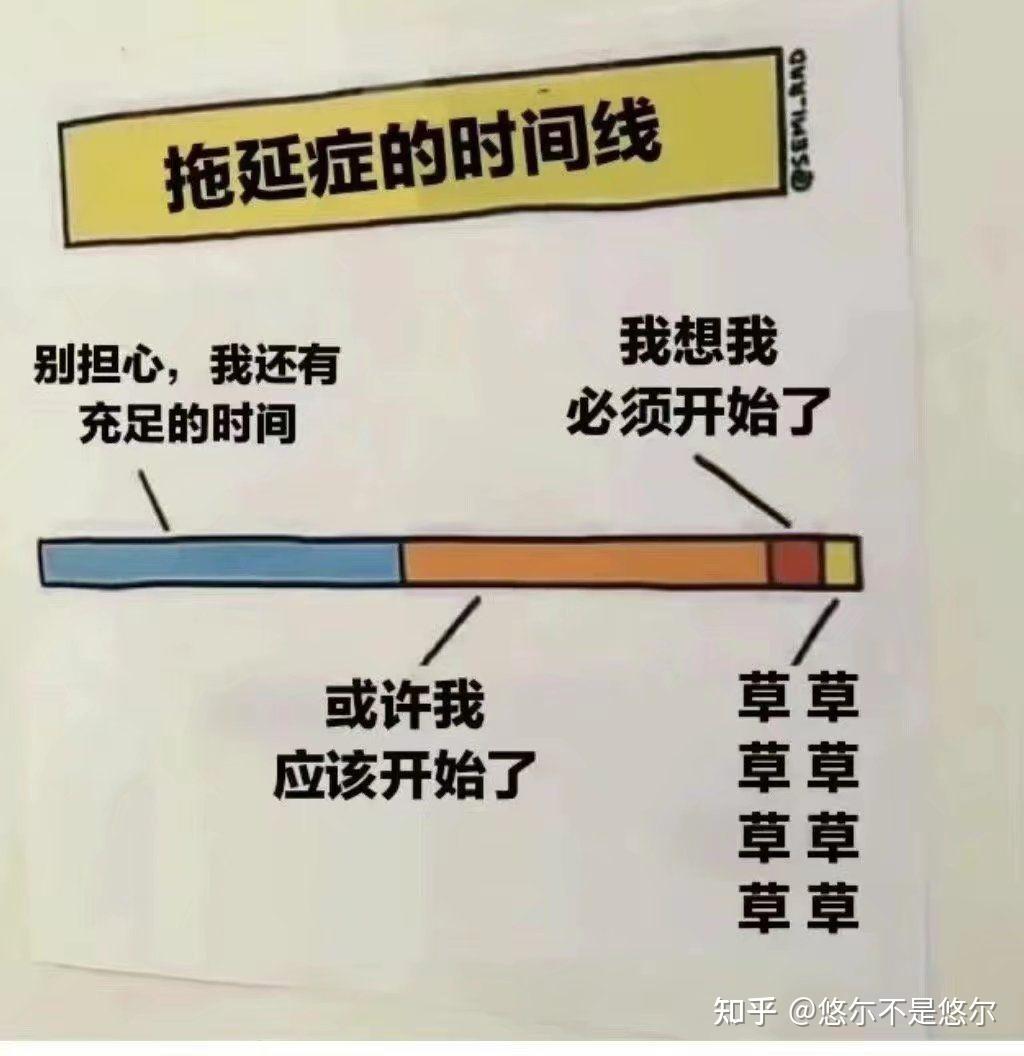 拖延症的时间线
@SEMI_RAD
别担心，我还有
充足的时间
我想我
必须开始了
或许我
应该开始了
草草
草草
草草
草草
知乎 @悠尔不是悠尔